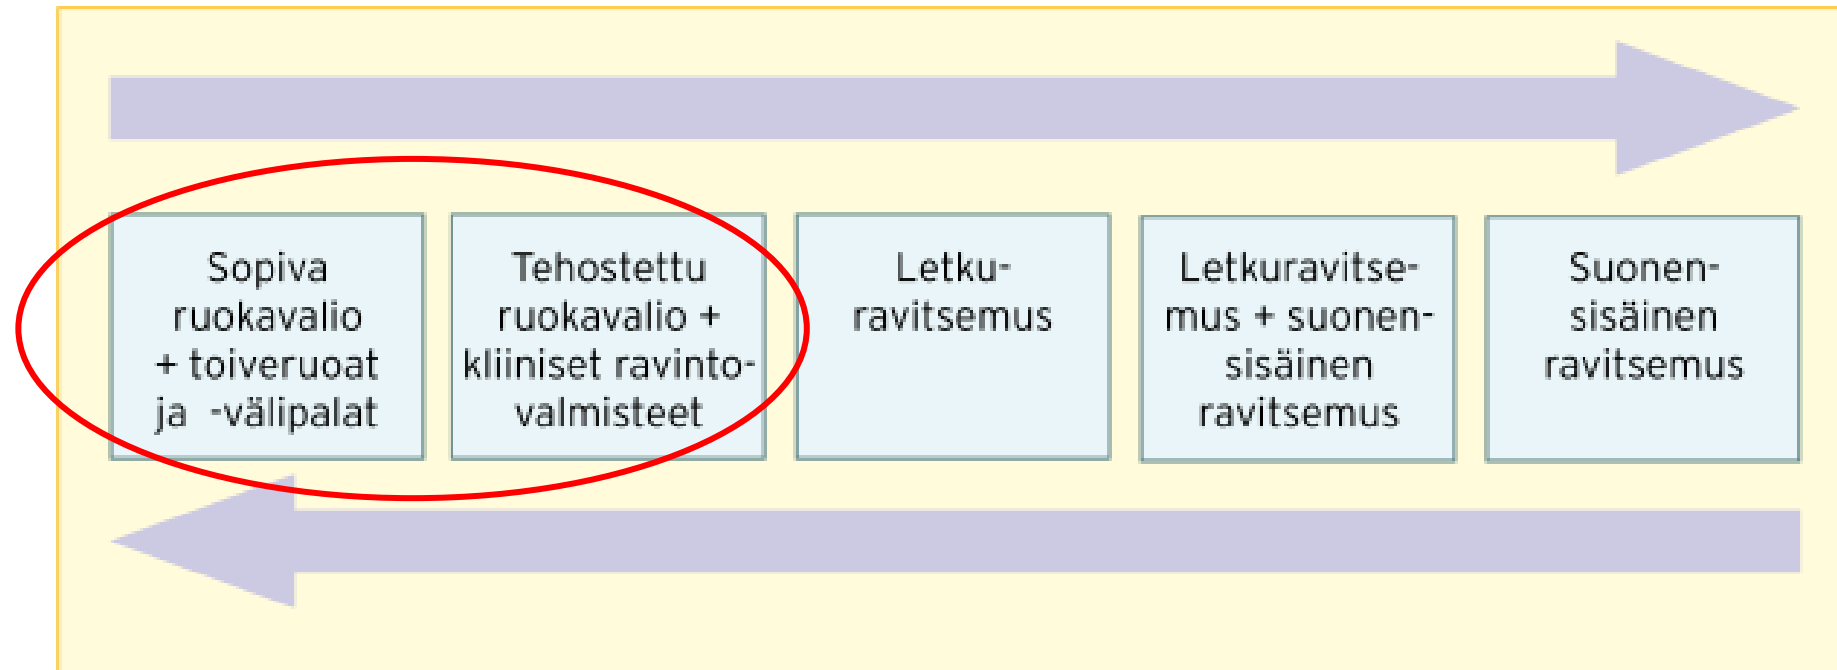 Sopiva
ruokavalio
+ toiveruoat
ja -välipalat
Tehostettu
ruokavalio +
kliiniset ravinto-
valmisteet
Letku-
ravitsemus
Letkuravitse-
mus + suonen-
sisäinen
ravitsemus
Suonen-
sisäinen
ravitsemus